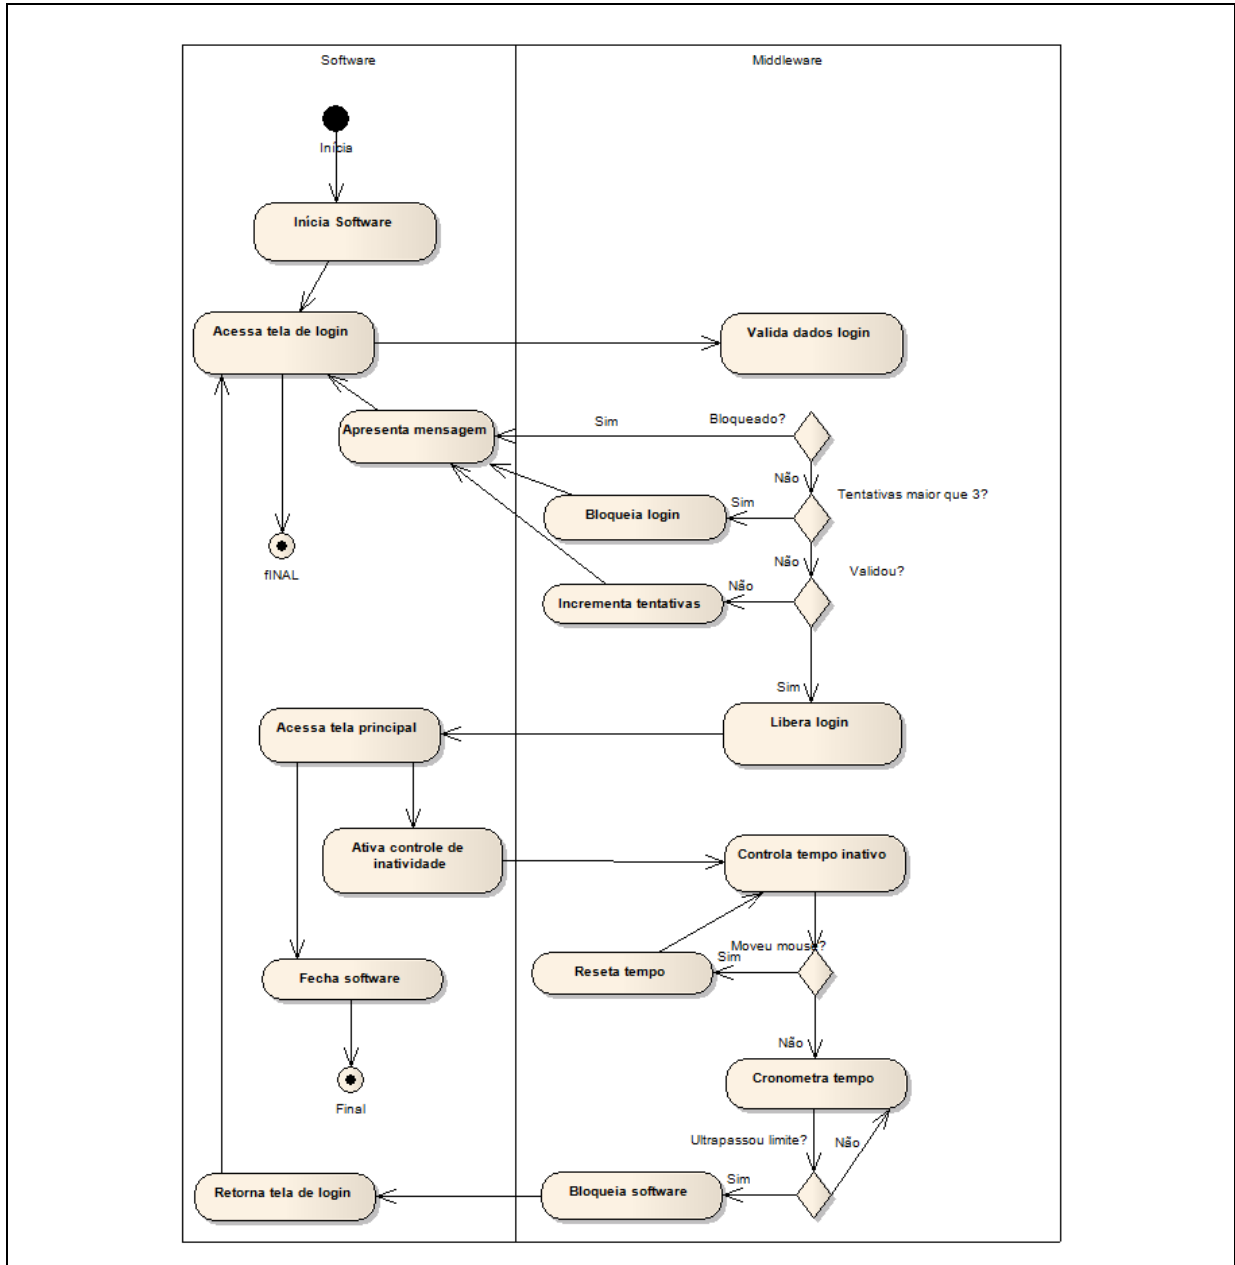 Software
Middleware
Inícia
Inícia Software
Acessa tela de login
Valida dados login
Apresenta mensagem
Sim
Bloqueado?
Não
Tentativas maior que 3?
Bloqueia login
Sim
Não
Validou?
fINAL
Incrementa tentativas
Não
Sim
Acessa tela principal
Libera login
Ativa controle de
inatividade
Controla tempo inativo
Moveu mouse?
Sim
Reseta tempo
Fecha software
Não
Cronometra tempo
Final
Ultrapassou limite?
Não
Retorna tela de login
Bloqueia software
Sim